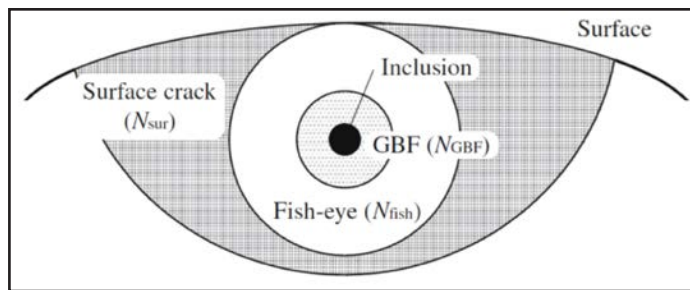 Surface
Inclusion
Surface crack
(Nsur)
GBF (NGBF)
Fish-eye (Nfish)